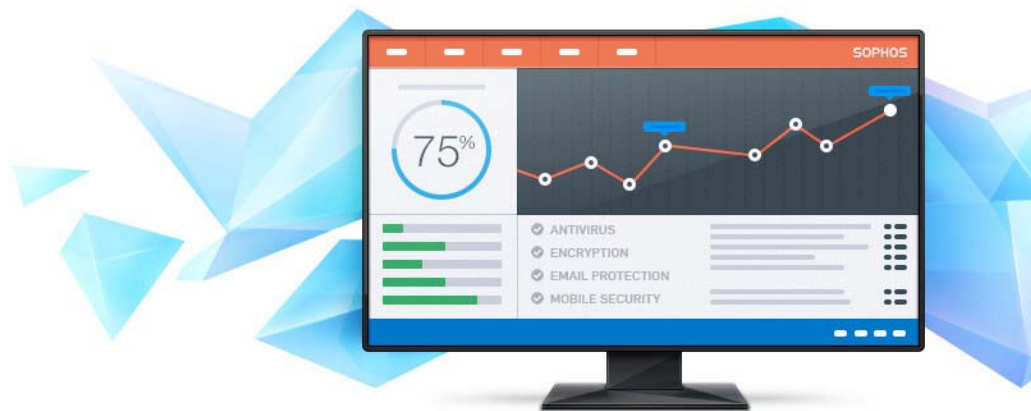 SOPHOS
75%
ANTIVIRUS
ENCRYPTION
EMAIL PROTECTION
MOBILE SECURITY